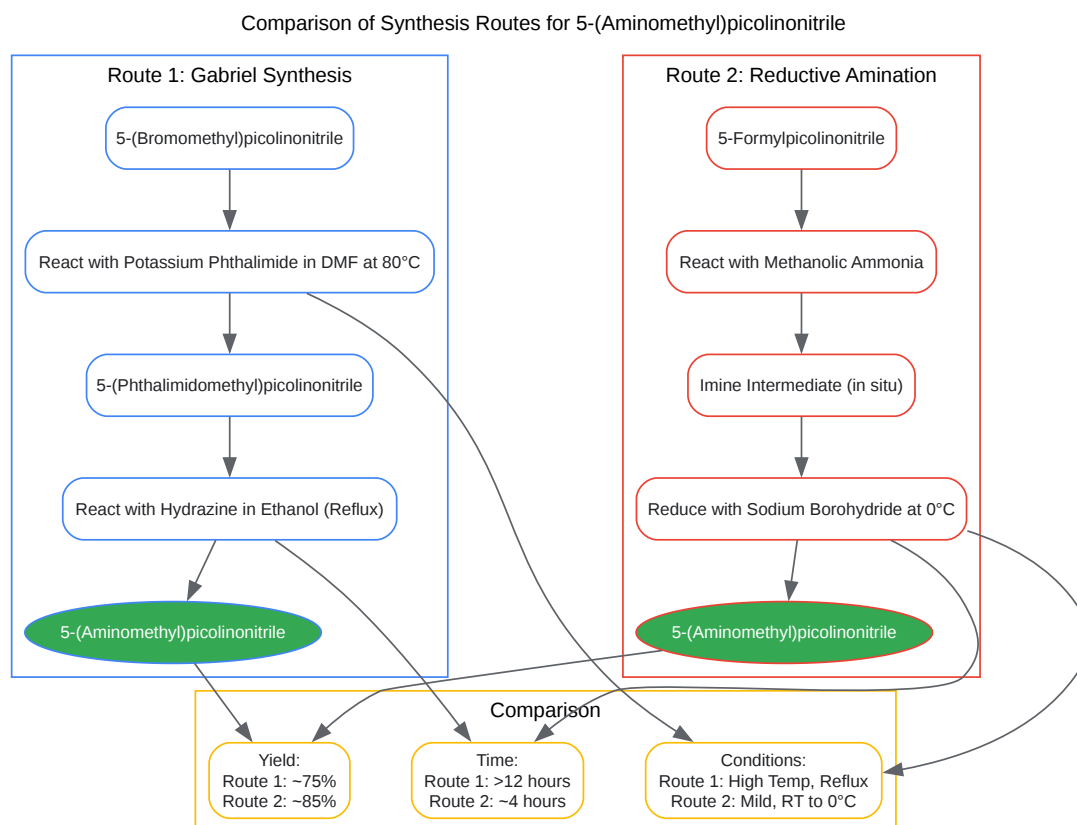 Comparison of Synthesis Routes for 5-(Aminomethyl)picolinonitrile
Route 1: Gabriel Synthesis
5-(Bromomethyl)picolinonitrile
React with Potassium Phthalimide in DMF at 80°C
5-(Phthalimidomethyl)picolinonitrile
React with Hydrazine in Ethanol (Reflux)
5-(Aminomethyl)picolinonitrile
Route 2: Reductive Amination
5-Formylpicolinonitrile
React with Methanolic Ammonia
Imine Intermediate (in situ)
Reduce with Sodium Borohydride at 0°C
5-(Aminomethyl)picolinonitrile
Comparison
Yield:
Route 1: ~75%
Route 2: ~85%
Time:
Route 1: >12 hours
Route 2: ~4 hours
Conditions:
Route 1: High Temp, Reflux
Route 2: Mild, RT to 0°C